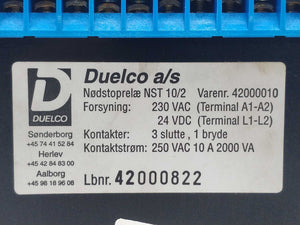 Duelco a/s
Nødstoprelæ NST 10/2 Varenr. 42000010
Forsyning: 230 VAC (Terminal A1-A2)
24 VDC (Terminal L1-L2)
Kontakter: 3 slutte , 1 bryde
Kontaktstrøm: 250 VAC 10 A 2000 VA
Lbnr. 42000822
DUELCO
Sønderborg
+45 74 41 52 84
Herlev
+45 42 84 83 00
Aalborg
+45 98 18 96 08